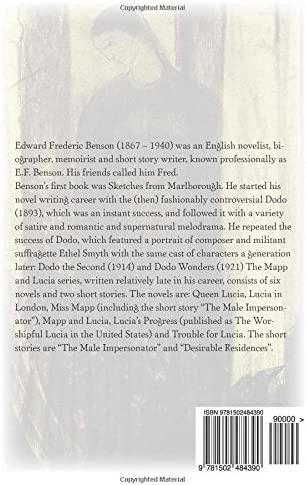 Copyrighted Material
Edward Frederic Benson (1867 – 1940) was an English novelist, bi-
ographer, memoirist and short story writer, known professionally as
E.F. Benson. His friends called him Fred.
Benson's first book was Sketches from Marlborough. He started his
novel writing career with the (then) fashionably controversial Dodo
(1893), which was an instant success, and followed it with a variety
of satire and romantic and supernatural melodrama. He repeated the
success of Dodo, which featured a portrait of composer and militant
suffragette Ethel Smyth with the same cast of characters a generation
later: Dodo the Second (1914) and Dodo Wonders (1921) The Mapp
and Lucia series, written relatively late in his career, consists of six
novels and two short stories. The novels are: Queen Lucia, Lucia in
London, Miss Mapp (including the short story "The Male Imperson-
ator"), Mapp and Lucia, Lucia's Progress (published as The Wor-
shipful Lucia in the United States) and Trouble for Lucia. The short
stories are "The Male Impersonator" and "Desirable Residences".
ISBN 9781502484390
90000 >
9 781502 484390
Copyrighted Material